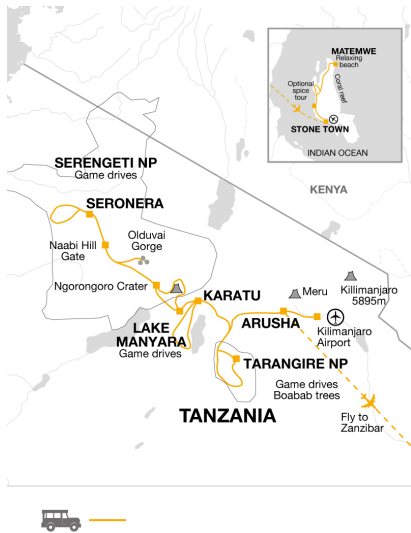 MATEMWE
Relaxing
beach
Optional
spice
tour
Coral reef
STONE TOWN
INDIAN OCEAN
KENYA
SERENGETI NP
Game drives
SERONERA
Naabi Hill
Gate
Olduvai
Gorge
Ngorongoro Crater
KARATU
LAKE
MANYARA
Game drives
Meru
Killimanjaro
5895m
ARUSHA
Kilimanjaro
Airport
TARANGIRE NP
Game drives
Boabab trees
TANZANIA
Fly to
Zanzibar